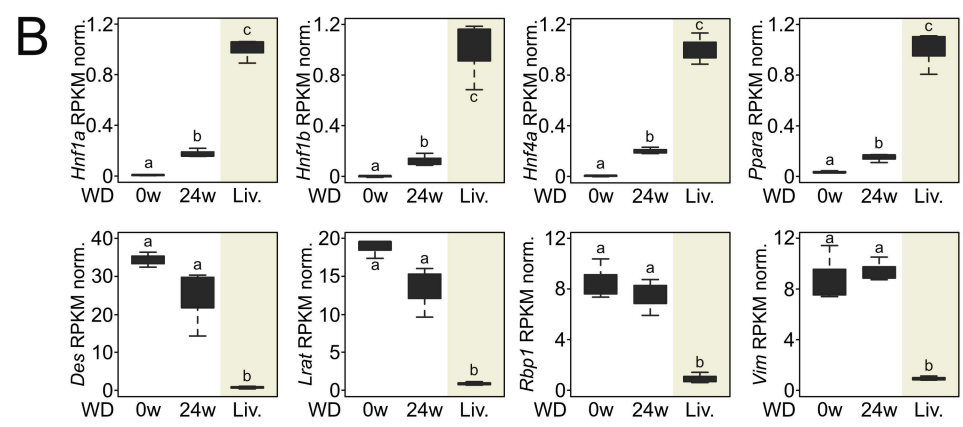 B
Hnf1a RPKM norm.
1.2
0.8
0.4
0
a
b
c
WD 0w 24w Liv.
Hnf1b RPKM norm.
1.2
0.8
0.4
0
a
b
c
WD 0w 24w Liv.
Hnf4a RPKM norm.
1.2
0.8
0.4
0
a
b
c
WD 0w 24w Liv.
Ppara RPKM norm.
1.2
0.8
0.4
0
a
b
c
WD 0w 24w Liv.
Des RPKM norm.
40
30
20
10
0
a
a
b
WD 0w 24w Liv.
Lrat RPKM norm.
20
15
10
5
0
a
a
b
WD 0w 24w Liv.
Rbp1 RPKM norm.
12
8
4
0
a
a
b
WD 0w 24w Liv.
Vim RPKM norm.
12
8
4
0
a
a
b
WD 0w 24w Liv.